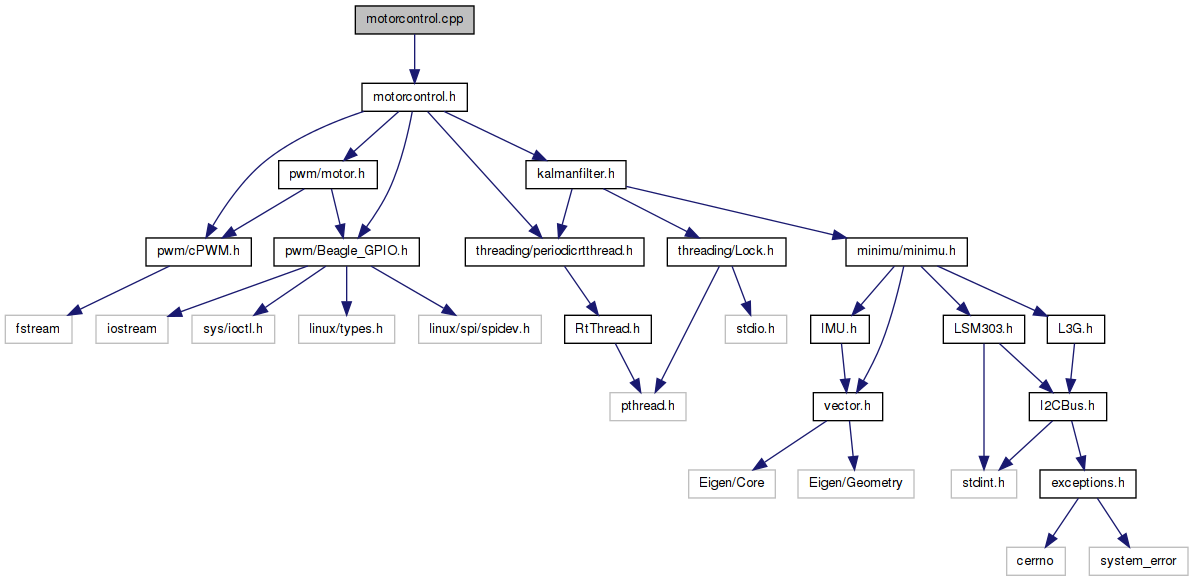 motorcontrol.cpp
motorcontrol.h
pwm/motor.h
kalmanfilter.h
pwm/cPWM.h
pwm/Beagle_GPIO.h
threading/periodicrtthread.h
threading/Lock.h
minimu/minimu.h
fstream
iostream
sys/ioctl.h
linux/types.h
linux/spi/spidev.h
RtThread.h
stdio.h
IMU.h
LSM303.h
L3G.h
pthread.h
vector.h
I2CBus.h
Eigen/Core
Eigen/Geometry
stdint.h
exceptions.h
cerrno
system_error